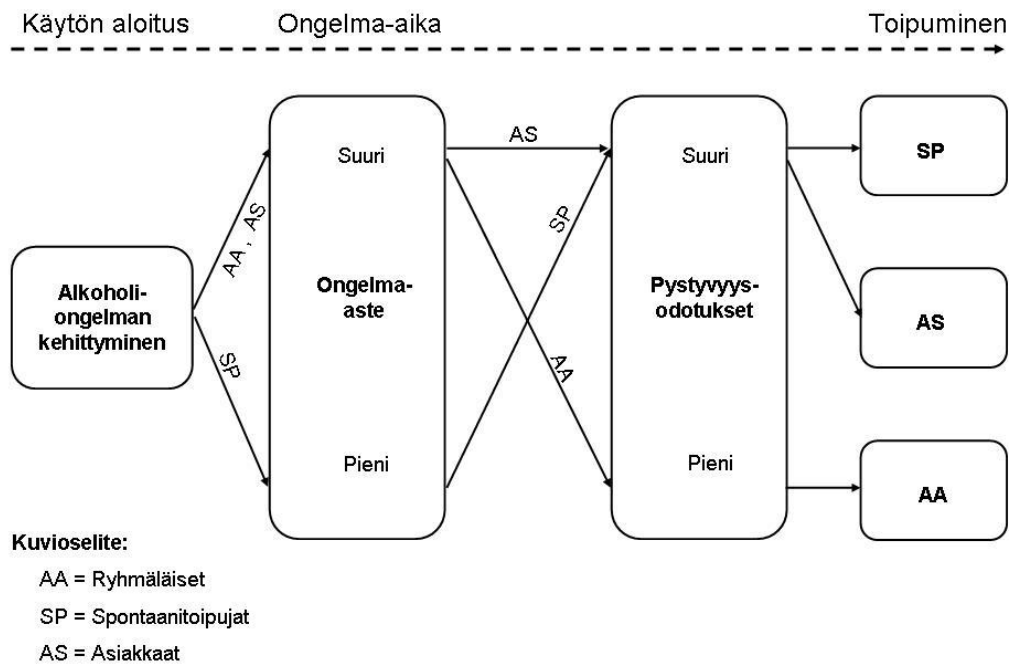 Käytön aloitus
Ongelma-aika
Toipuminen
Alkoholi-
ongelman
kehittyminen
AA , AS
SP
Suuri
Ongelma-
aste
Pieni
AS
SP
AA
Suuri
Pystyvyys-
odotukset
Pieni
SP
AS
AA
Kuvioselite:
AA = Ryhmäläiset
SP = Spontaanitoipujat
AS = Asiakkaat